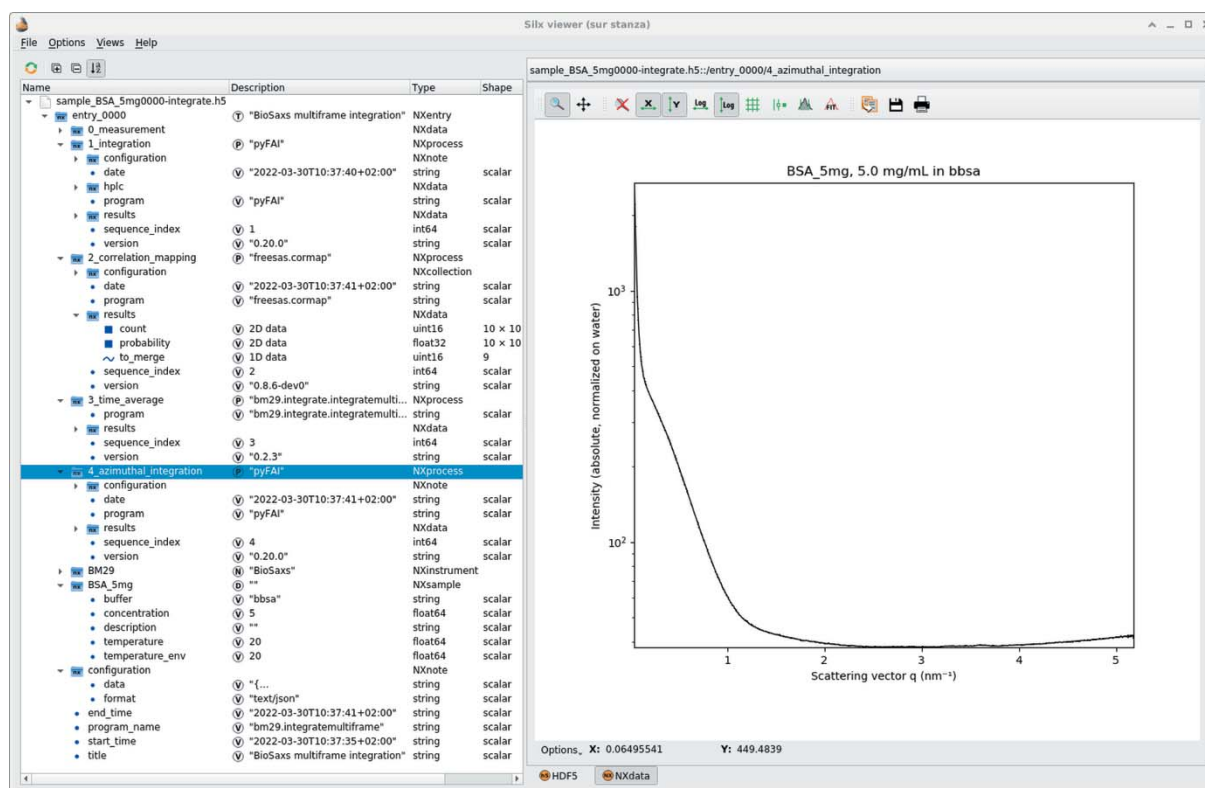 Silx viewer (sur stanza)
File Options Views Help
Name Description Type Shape
sample_BSA_5mg0000-integrate.h5
entry_0000 "BioSaxs multiframe integration" NXentry
0_measurement NXdata
1_integration "pyFAI" NXprocess
configuration NXnote
date "2022-03-30T10:37:40+02:00" string scalar
hplc NXdata
program "pyFAI" string scalar
results NXdata
sequence_index 1 int64 scalar
version "0.20.0" string scalar
2_correlation_mapping "freesas.cormap" NXprocess
configuration NXcollection
date "2022-03-30T10:37:41+02:00" string scalar
program "freesas.cormap" string scalar
results NXdata
count 2D data uint16 10 × 10
probability 2D data float32 10 × 10
to_merge 1D data uint16 9
sequence_index 2 int64 scalar
version "0.8.6-dev0" string scalar
3_time_average "bm29.integrate.integratemulti... NXprocess
program "bm29.integrate.integratemulti... string scalar
results NXdata
sequence_index 3 int64 scalar
version "0.2.3" string scalar
4_azimuthal_integration "pyFAI" NXprocess
configuration NXnote
date "2022-03-30T10:37:41+02:00" string scalar
program "pyFAI" string scalar
results NXdata
sequence_index 4 int64 scalar
version "0.20.0" string scalar
BM29 "BioSaxs" NXinstrument
BSA_5mg "" NXsample
buffer "bbsa" string scalar
concentration 5 float64 scalar
description "" string scalar
temperature 20 float64 scalar
temperature_env 20 float64 scalar
configuration NXnote
data "{... string scalar
format "text/json" string scalar
end_time "2022-03-30T10:37:41+02:00" string scalar
program_name "bm29.integratemultiframe" string scalar
start_time "2022-03-30T10:37:35+02:00" string scalar
title "BioSaxs multiframe integration" string scalar
sample_BSA_5mg0000-integrate.h5::/entry_0000/4_azimuthal_integration
X Y Log Log FIT.
BSA_5mg, 5.0 mg/mL in bbsa
Intensity (absolute, normalized on water)
10³
10²
1 2 3 4 5
Scattering vector q (nm⁻¹)
Options, X: 0.06495541 Y: 449.4839
HDF5 NXdata